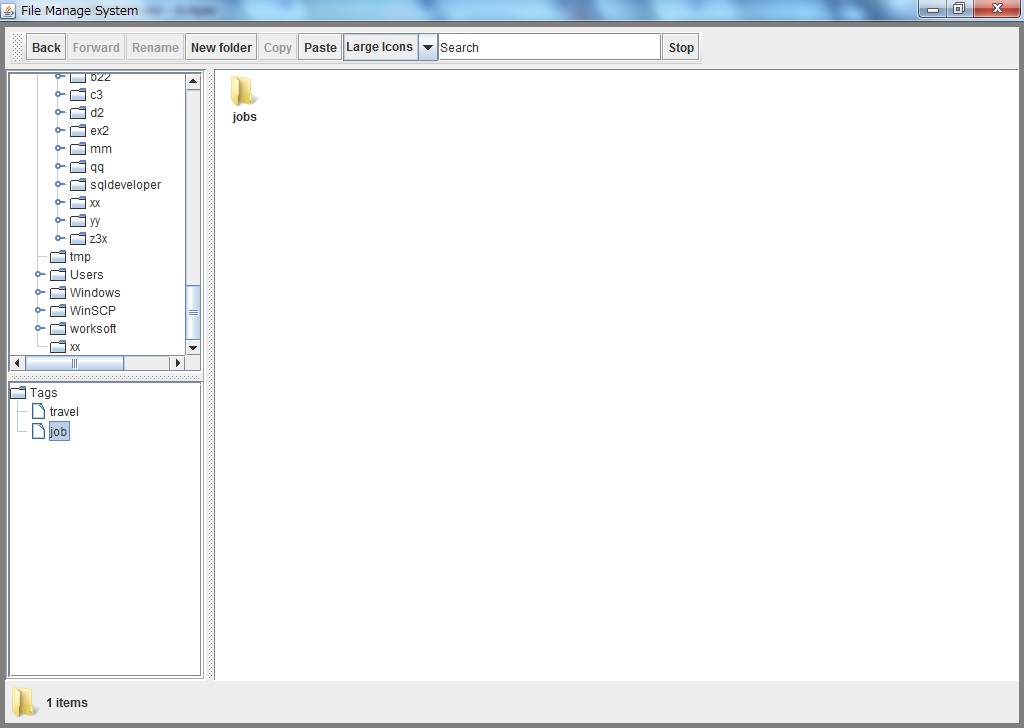 File Manage System
Back Forward Rename New folder Copy Paste Large Icons Search Stop
b22
c3
d2
ex2
mm
qq
sqldeveloper
xx
yy
z3x
tmp
Users
Windows
WinSCP
worksoft
xx
Tags
travel
job
jobs
1 items